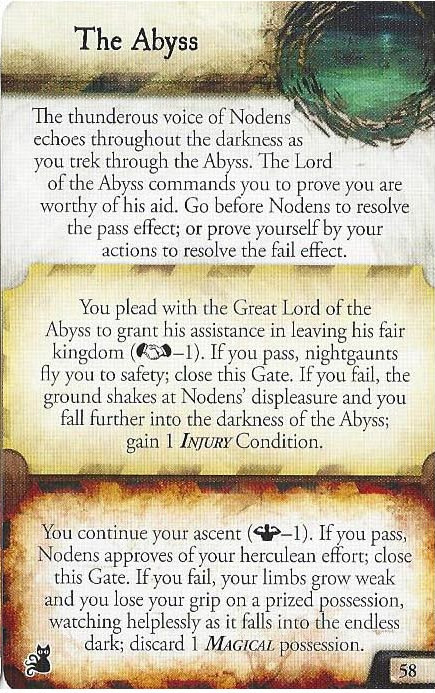 The Abyss
The thunderous voice of Nodens
echoes throughout the darkness as
you trek through the Abyss. The Lord
of the Abyss commands you to prove you are
worthy of his aid. Go before Nodens to resolve
the pass effect; or prove yourself by your
actions to resolve the fail effect.
You plead with the Great Lord of the
Abyss to grant his assistance in leaving his fair
kingdom (–1). If you pass, nightgaunts
fly you to safety; close this Gate. If you fail, the
ground shakes at Nodens’ displeasure and you
fall further into the darkness of the Abyss;
gain 1 INJURY Condition.
You continue your ascent (–1). If you pass,
Nodens approves of your herculean effort; close
this Gate. If you fail, your limbs grow weak
and you lose your grip on a prized possession,
watching helplessly as it falls into the endless
dark; discard 1 MAGICAL possession.
58